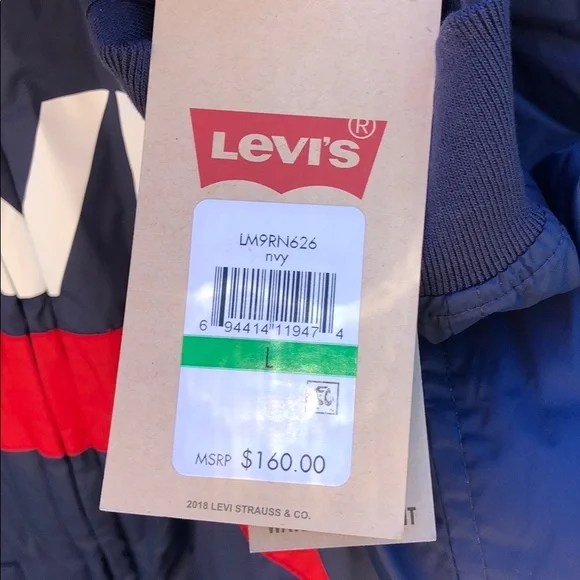 LEVI'S®
LM9RN626
nvy
6 94414 11947 4
L
MSRP $160.00
2018 LEVI STRAUSS & CO.